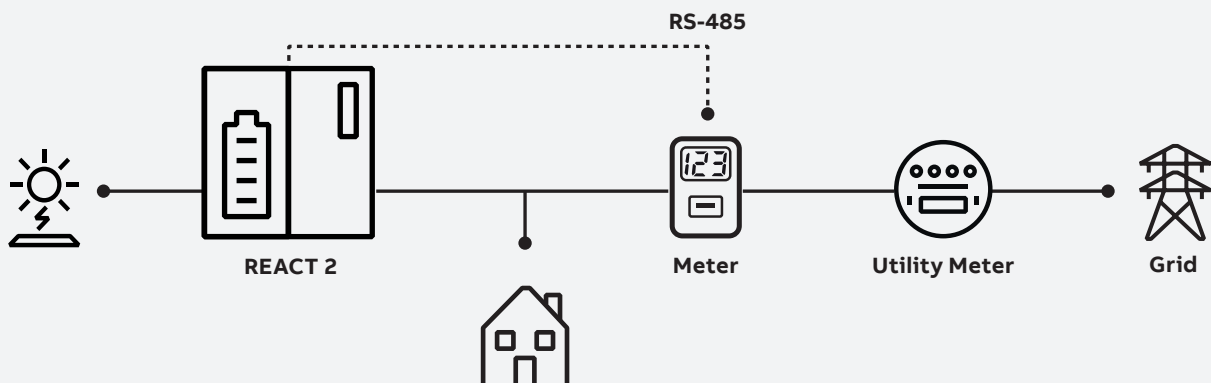 RS-485
123
REACT 2
Meter
Utility Meter
Grid